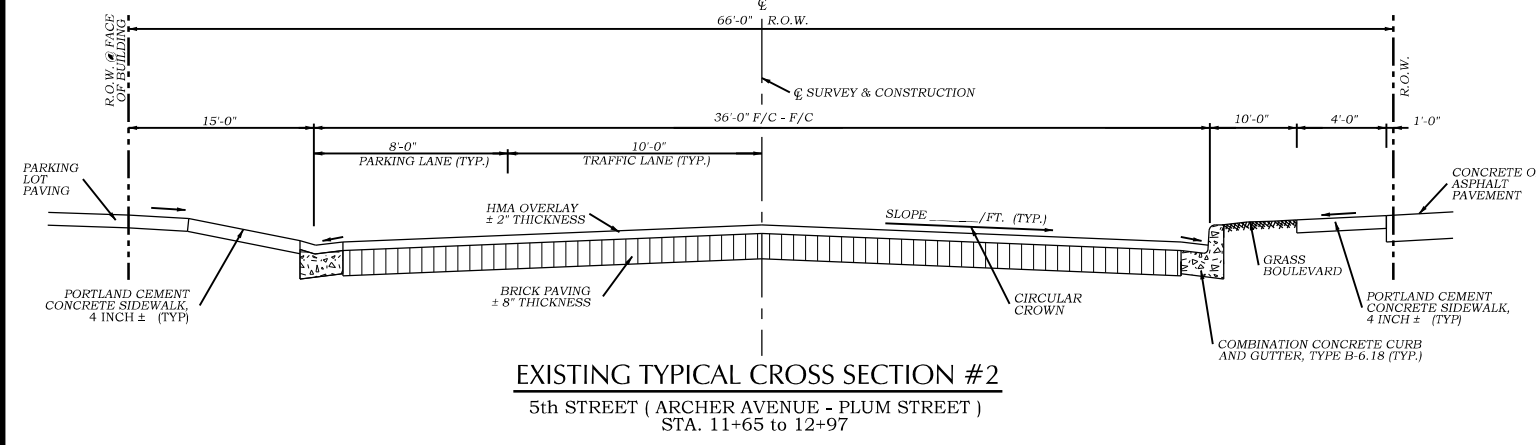 ℄
66'-0" R.O.W.
R.O.W. @ FACE
OF BUILDING
R.O.W.
℄ SURVEY & CONSTRUCTION
15'-0"
36'-0" F/C - F/C
10'-0"
4'-0"
1'-0"
8'-0"
PARKING LANE (TYP.)
10'-0"
TRAFFIC LANE (TYP.)
PARKING
LOT
PAVING
CONCRETE O
ASPHALT
PAVEMENT
HMA OVERLAY
± 2" THICKNESS
SLOPE ______/FT. (TYP.)
GRASS
BOULEVARD
BRICK PAVING
± 8" THICKNESS
CIRCULAR
CROWN
PORTLAND CEMENT
CONCRETE SIDEWALK,
4 INCH ± (TYP)
PORTLAND CEMENT
CONCRETE SIDEWALK,
4 INCH ± (TYP)
COMBINATION CONCRETE CURB
AND GUTTER, TYPE B-6.18 (TYP.)
EXISTING TYPICAL CROSS SECTION #2
5th STREET ( ARCHER AVENUE - PLUM STREET )
STA. 11+65 to 12+97